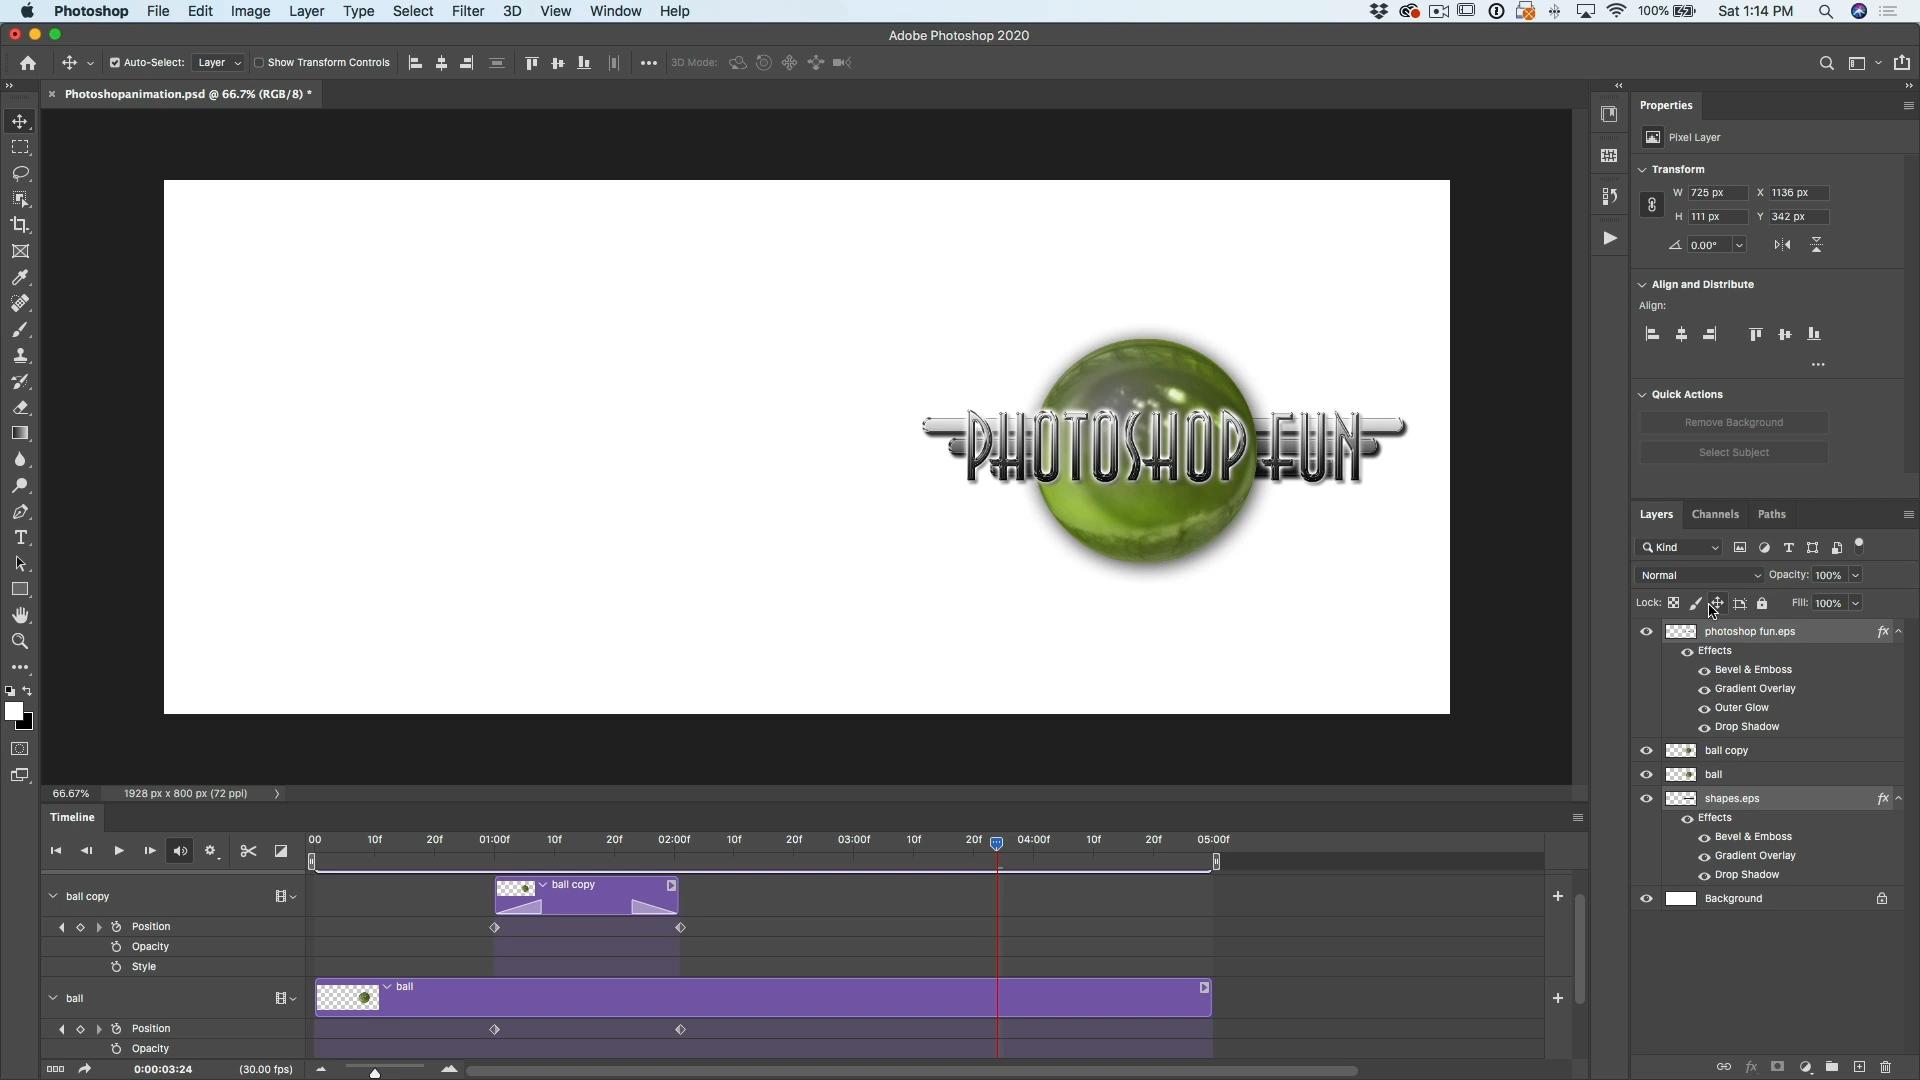 Photoshop File Edit Image Layer Type Select Filter 3D View Window Help 100% Sat 1:14 PM
Adobe Photoshop 2020
Auto-Select: Layer Show Transform Controls 3D Mode:
Photoshopanimation.psd @ 66.7% (RGB/8) *
Properties
Pixel Layer
Transform
W 725 px X 1136 px
H 111 px Y 342 px
0.00°
Align and Distribute
Align:
Quick Actions
Remove Background
Select Subject
PHOTOSHOP FUN
Layers Channels Paths
Kind
Normal Opacity: 100%
Lock: Fill: 100%
photoshop fun.eps fx
Effects
Bevel & Emboss
Gradient Overlay
Outer Glow
Drop Shadow
ball copy
ball
shapes.eps fx
Effects
Bevel & Emboss
Gradient Overlay
Drop Shadow
Background
66.67% 1928 px x 800 px (72 ppi)
Timeline
00 10f 20f 01:00f 10f 20f 02:00f 10f 20f 03:00f 10f 20f 04:00f 10f 20f 05:00f
ball copy ball copy
Position
Opacity
Style
ball ball
Position
Opacity
0:00:03:24 (30.00 fps)
fx